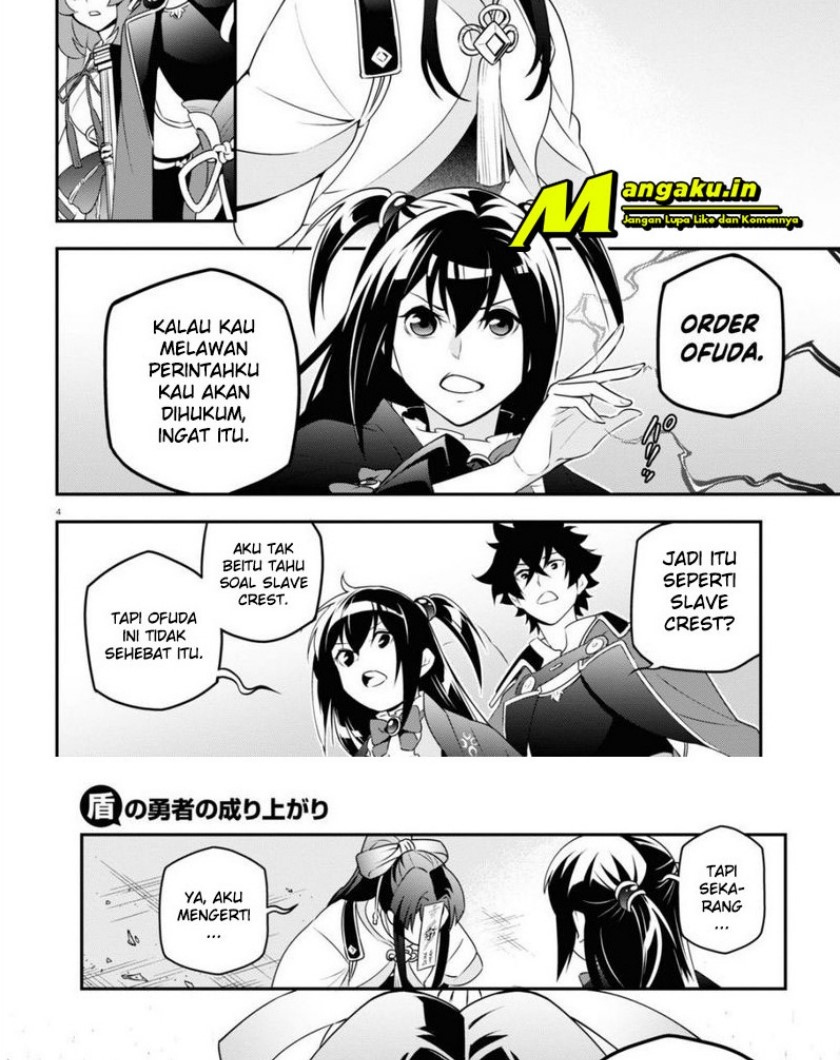 Mangaku.in
Jangan Lupa Like dan Komennya
ORDER
OFUDA.
KALAU KAU
MELAWAN
PERINTAHKU
KAU AKAN
DIHUKUM,
INGAT ITU.
4
JADI ITU
SEPERTI
SLAVE
CREST?
AKU TAK
BEITU TAHU
SOAL SLAVE
CREST.
TAPI OFUDA
INI TIDAK
SEHEBAT ITU.
盾の勇者の成り上がり
TAPI
SEKA-
RANG
...
YA, AKU
MENGERTI
...